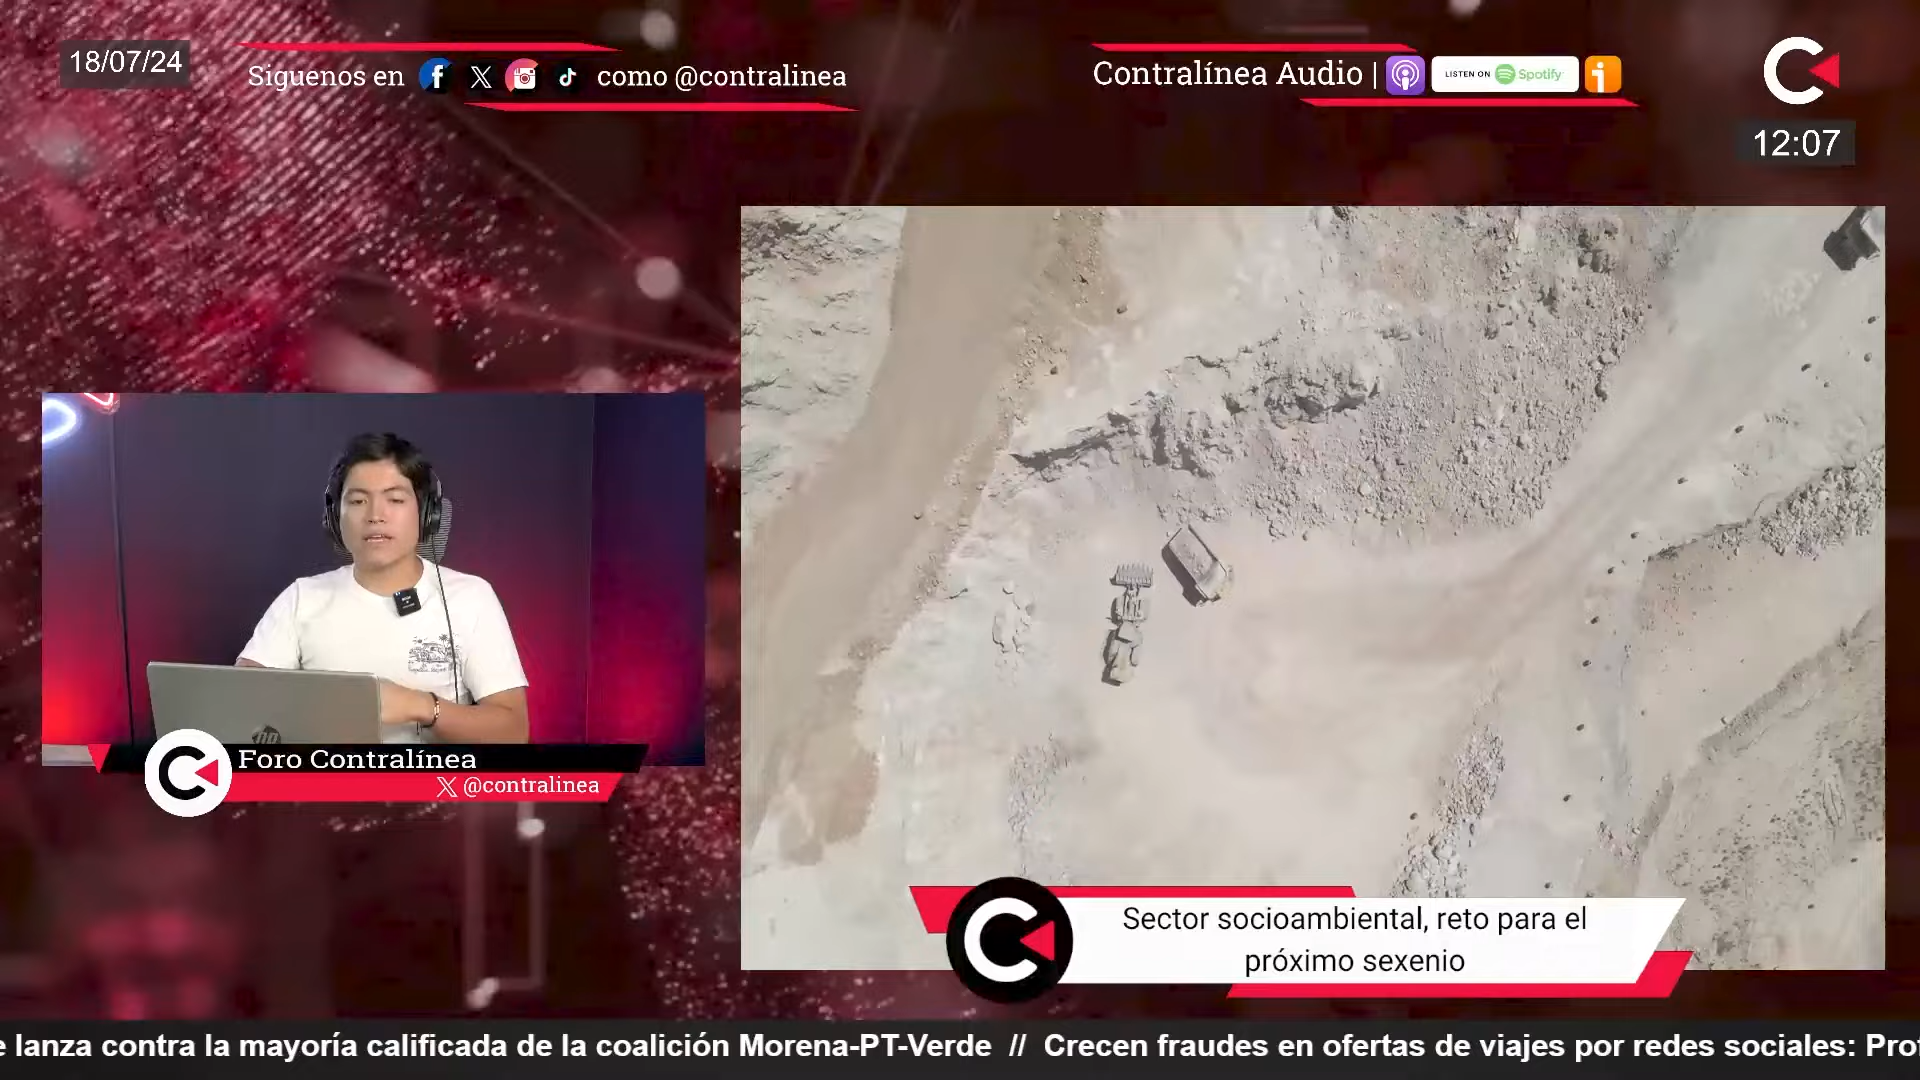 18/07/24
Siguenos en
como @contralinea
Contralínea Audio |
LISTEN ON Spotify
12:07
Foro Contralínea
@contralinea
Sector socioambiental, reto para el
próximo sexenio
lanza contra la mayoría calificada de la coalición Morena-PT-Verde // Crecen fraudes en ofertas de viajes por redes sociales: